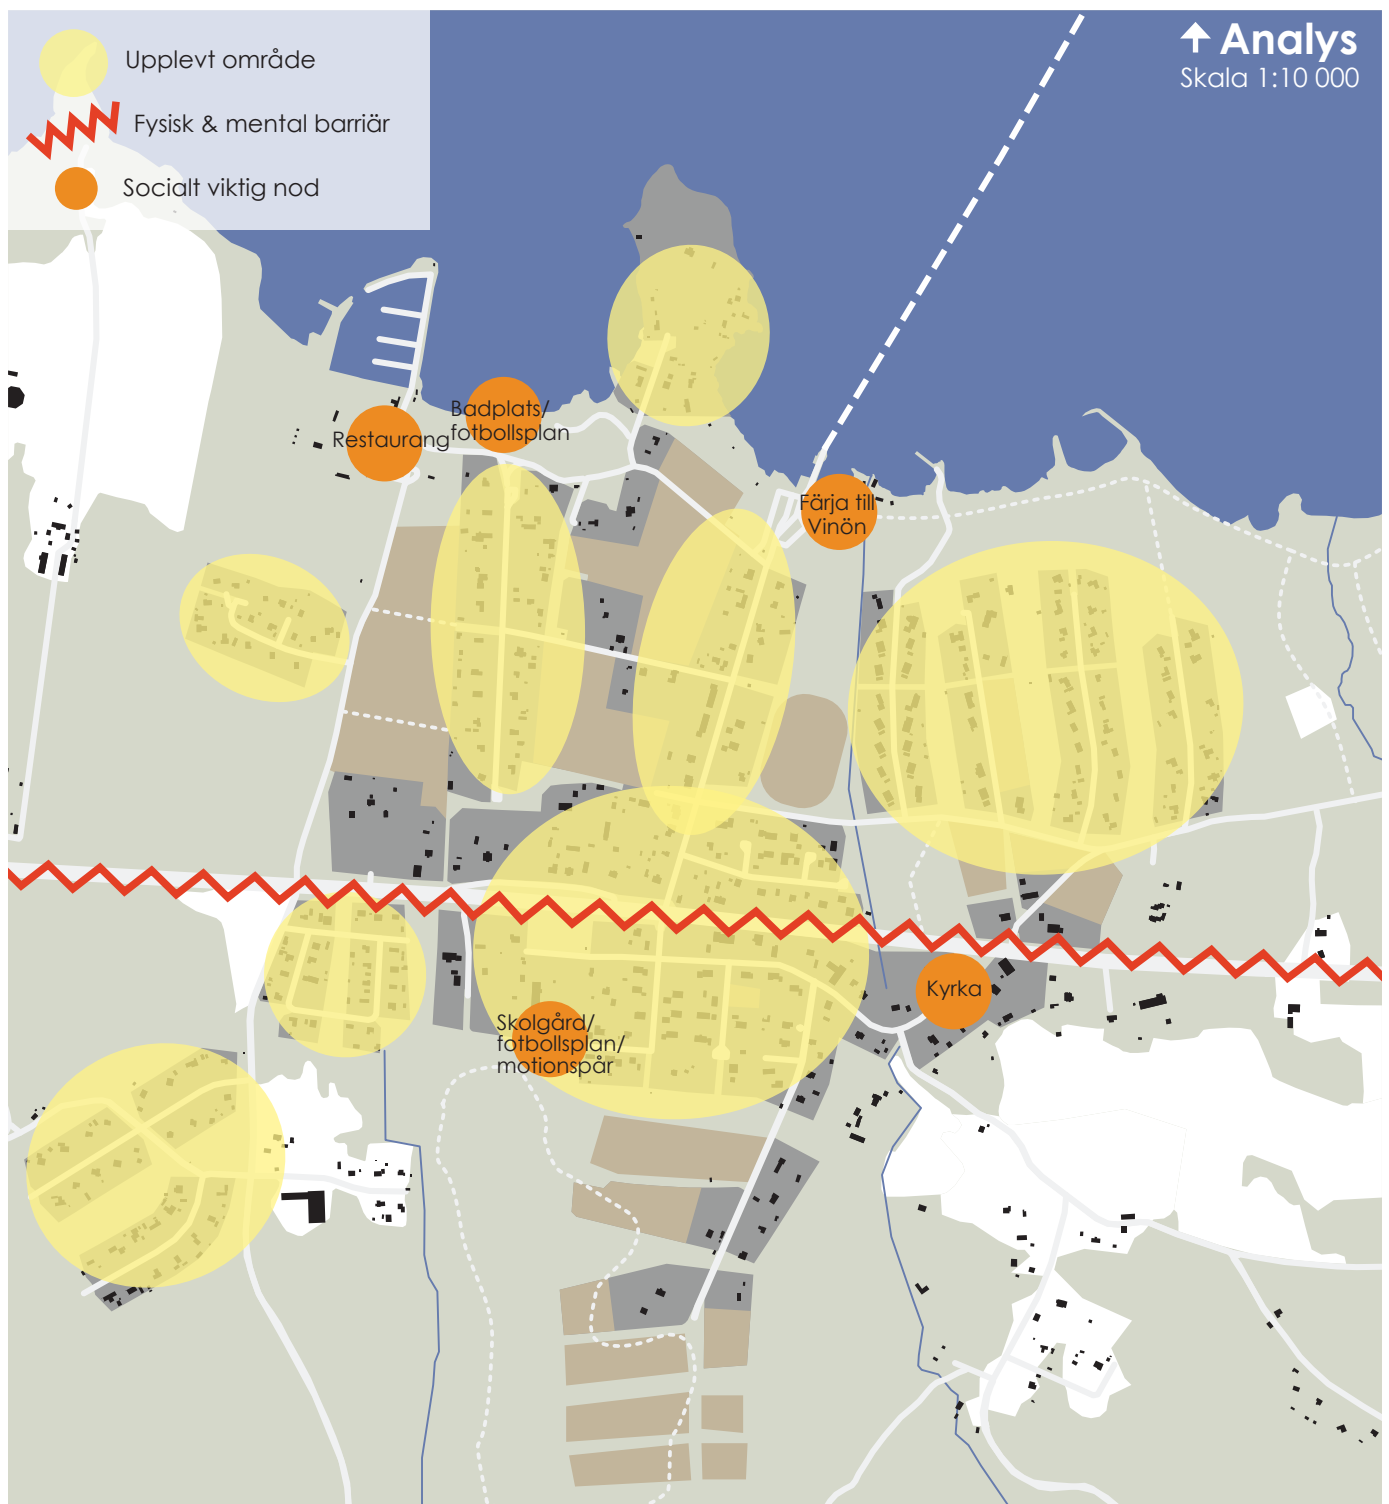 Upplevt område
Fysisk & mental barriär
Socialt viktig nod
Analys
Skala 1:10 000
Restaurang
Badplats/
fotbollsplan
Färja till
Vinön
Kyrka
Skolgård/
fotbollsplan/
motionspår